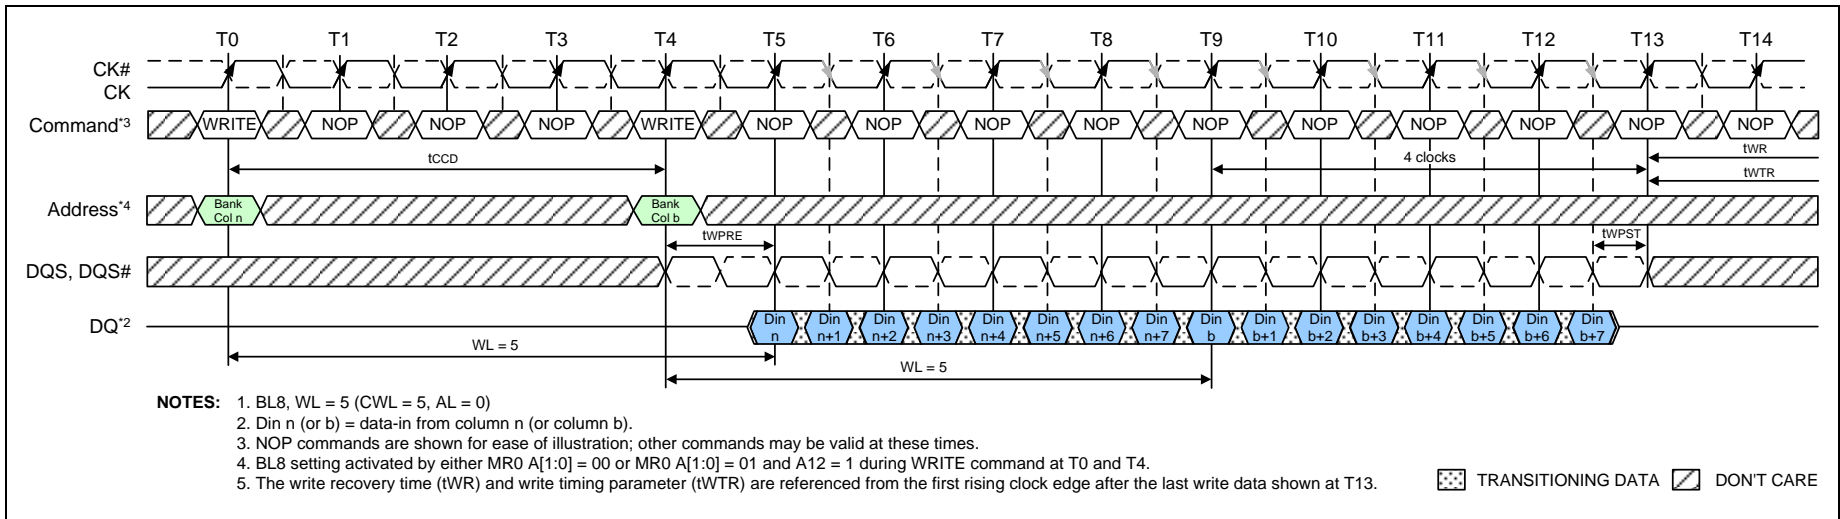 T0 T1 T2 T3 T4 T5 T6 T7 T8 T9 T10 T11 T12 T13 T14
CK#
CK
Command*3 WRITE NOP NOP NOP WRITE NOP NOP NOP NOP NOP NOP NOP NOP NOP NOP
tCCD 4 clocks tWR
tWTR
Address*4 Bank Col n Bank Col b
tWPRE tWPST
DQS, DQS#
DQ*2 Din n Din n+1 Din n+2 Din n+3 Din n+4 Din n+5 Din n+6 Din n+7 Din b Din b+1 Din b+2 Din b+3 Din b+4 Din b+5 Din b+6 Din b+7
WL = 5
WL = 5
NOTES: 1. BL8, WL = 5 (CWL = 5, AL = 0)
2. Din n (or b) = data-in from column n (or column b).
3. NOP commands are shown for ease of illustration; other commands may be valid at these times.
4. BL8 setting activated by either MR0 A[1:0] = 00 or MR0 A[1:0] = 01 and A12 = 1 during WRITE command at T0 and T4.
5. The write recovery time (tWR) and write timing parameter (tWTR) are referenced from the first rising clock edge after the last write data shown at T13.
TRANSITIONING DATA DON'T CARE